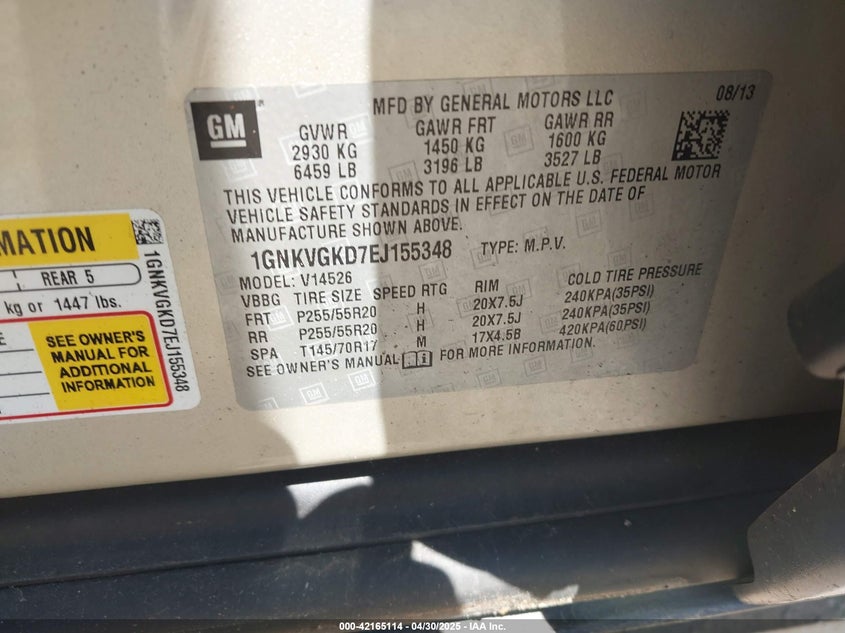 GM
MFD BY GENERAL MOTORS LLC
08/13
GVWR GAWR FRT GAWR RR
2930 KG 1450 KG 1600 KG
6459 LB 3196 LB 3527 LB
THIS VEHICLE CONFORMS TO ALL APPLICABLE U.S. FEDERAL MOTOR
VEHICLE SAFETY STANDARDS IN EFFECT ON THE DATE OF
MANUFACTURE SHOWN ABOVE.
1GNKVGKD7EJ155348 TYPE: M.P.V.
MODEL: V14526
VBBG TIRE SIZE SPEED RTG RIM COLD TIRE PRESSURE
FRT P255/55R20 H 20X7.5J 240KPA(35PSI)
RR P255/55R20 H 20X7.5J 240KPA(35PSI)
SPA T145/70R17 M 17X4.5B 420KPA(60PSI)
SEE OWNER'S MANUAL FOR MORE INFORMATION.
MATION
REAR 5
kg or 1447 lbs.
SEE OWNER'S
MANUAL FOR
ADDITIONAL
INFORMATION
1GNKVGKD7EJ155348
000-42165114 - 04/30/2025 - IAA Inc.